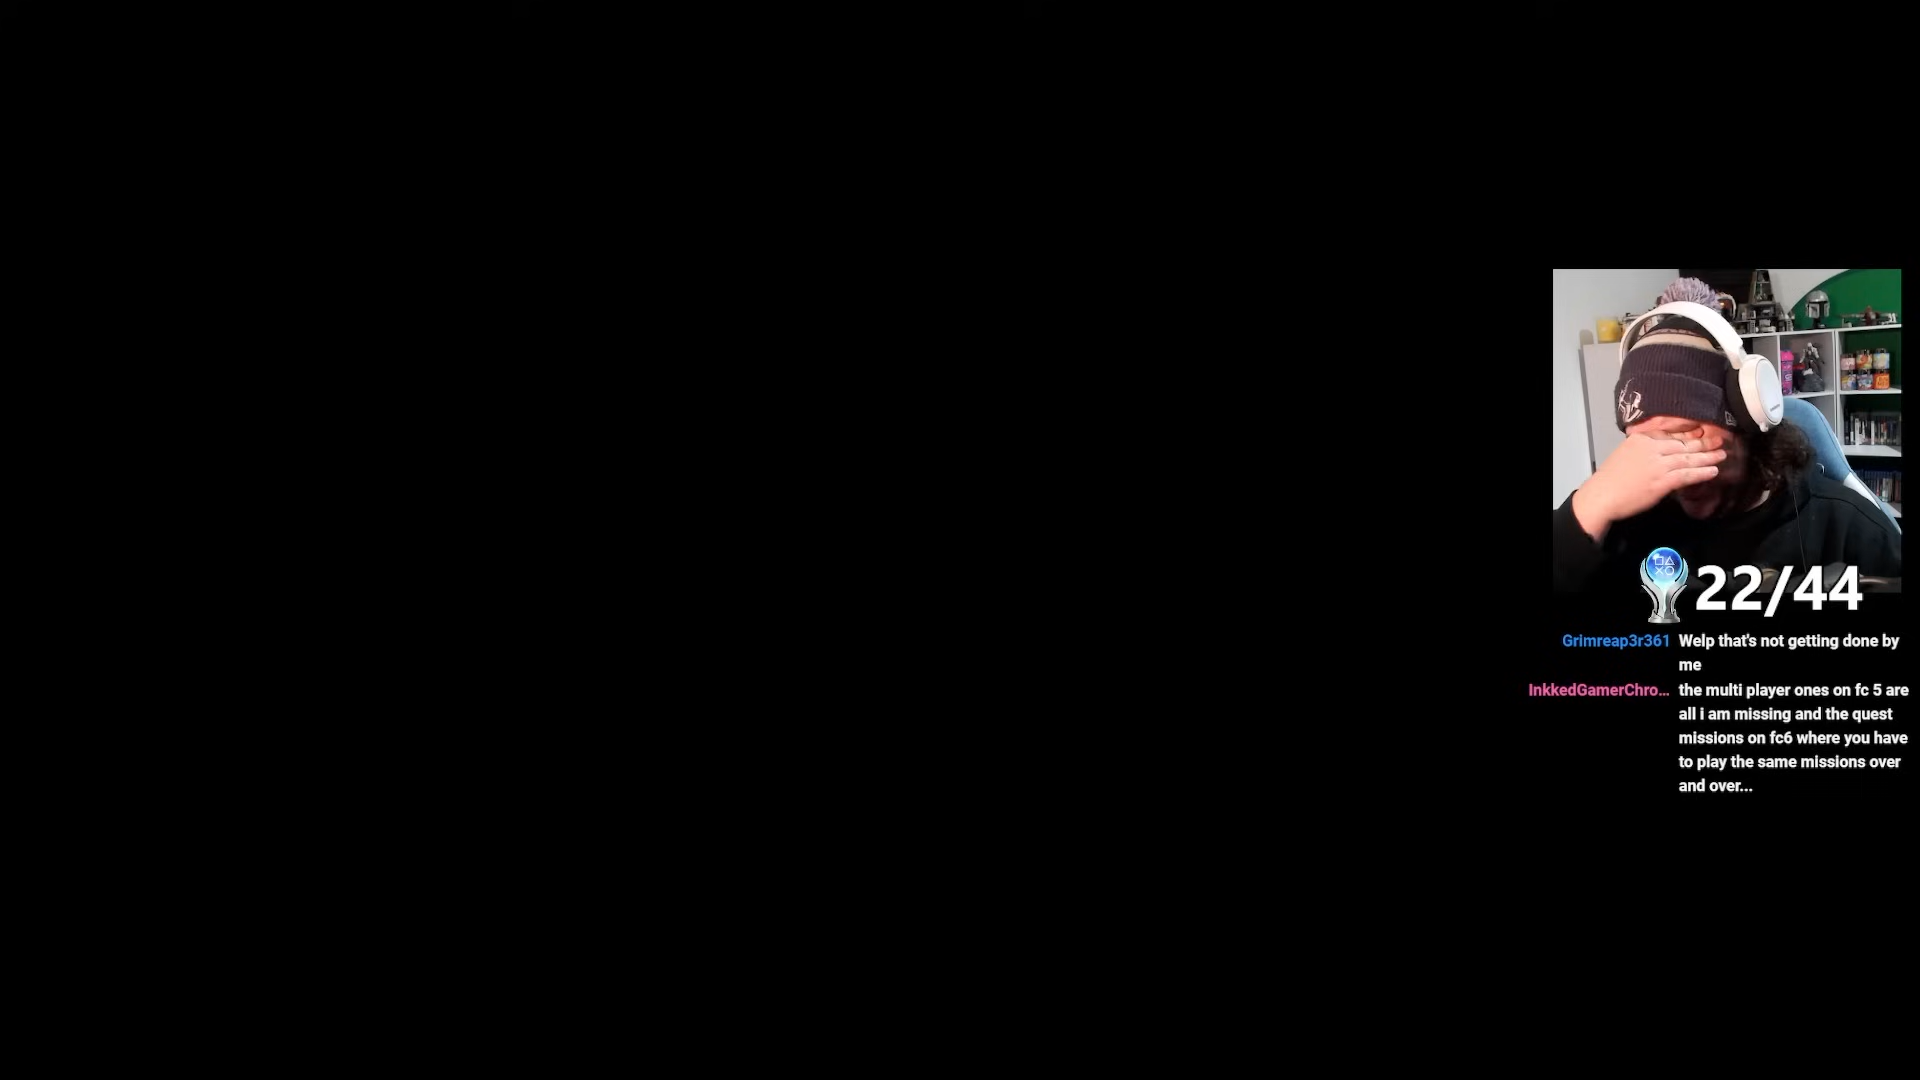 22/44
Grimreap3r361 Welp that's not getting done by
me
InkkedGamerChro... the multi player ones on fc 5 are
all i am missing and the quest
missions on fc6 where you have
to play the same missions over
and over...